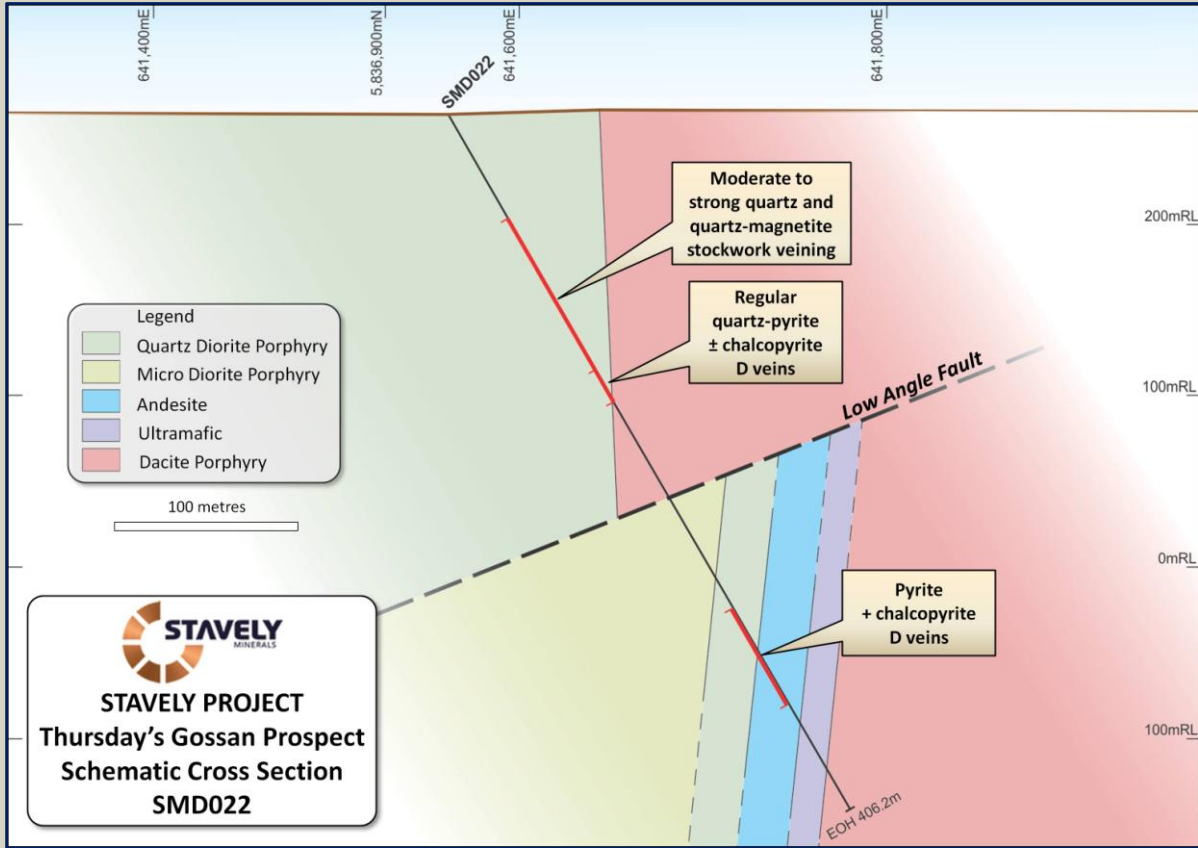 641,400mE
5,836,900mN
641,600mE
641,800mE
SMD022
Moderate to
strong quartz and
quartz-magnetite
stockwork veining
200mRL
Regular
quartz-pyrite
± chalcopyrite
D veins
Legend
Quartz Diorite Porphyry
Micro Diorite Porphyry
Andesite
Ultramafic
Dacite Porphyry
Low Angle Fault
100mRL
100 metres
0mRL
Pyrite
+ chalcopyrite
D veins
STAVELY
MINERALS
STAVELY PROJECT
Thursday's Gossan Prospect
Schematic Cross Section
SMD022
100mRL
EOH 406.2m